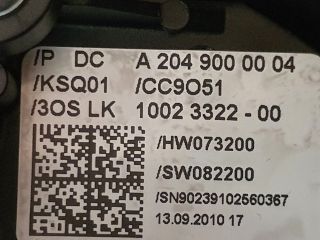 /P DC A 204 900 00 04
/KSQ01 /CC9O51
/3OS LK 1002 3322 - 00
/HW073200
/SW082200
/SN90239102560367
13.09.2010 17